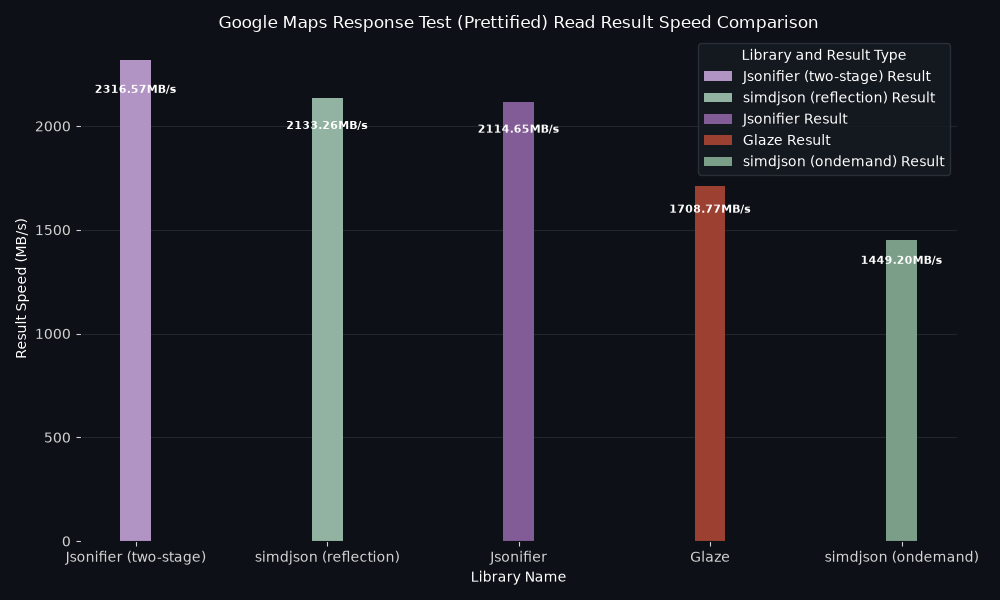 Google Maps Response Test (Prettified) Read Result Speed Comparison
Library and Result Type
Jsonifier (two-stage) Result
simdjson (reflection) Result
Jsonifier Result
Glaze Result
simdjson (ondemand) Result
2316.57MB/s
2133.26MB/s
2114.65MB/s
1708.77MB/s
1449.20MB/s
Result Speed (MB/s)
2000
1500
1000
500
0
Jsonifier (two-stage)
simdjson (reflection)
Jsonifier
Glaze
simdjson (ondemand)
Library Name